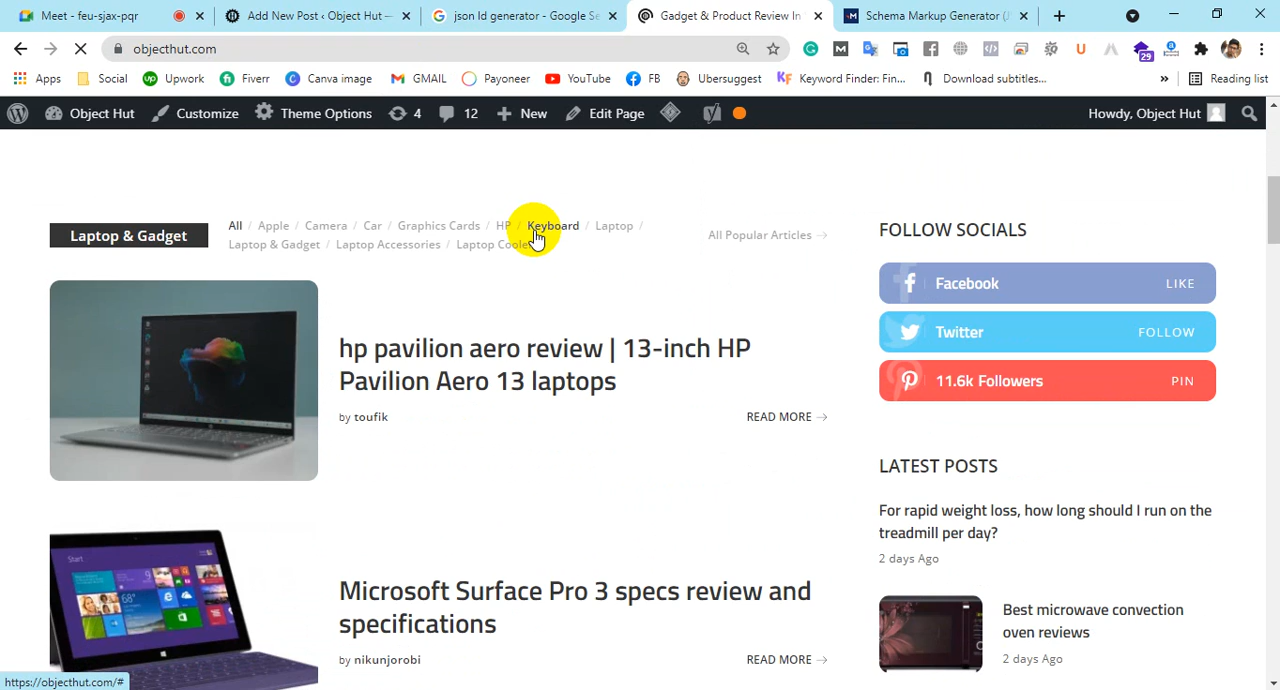 Meet - feu-sjax-pqr
Add New Post ‹ Object Hut —
json ld generator - Google Se
Gadget & Product Review In
Schema Markup Generator (J
objecthut.com
29
Apps
Social
Upwork
Fiverr
Canva image
GMAIL
Payoneer
YouTube
FB
Ubersuggest
Keyword Finder: Fin...
Download subtitles...
»
Reading list
Object Hut
Customize
Theme Options
4
12
New
Edit Page
Howdy, Object Hut
Laptop & Gadget
All / Apple / Camera / Car / Graphics Cards / HP / Keyboard / Laptop /
Laptop & Gadget / Laptop Accessories / Laptop Coole
All Popular Articles →
FOLLOW SOCIALS
Facebook LIKE
Twitter FOLLOW
11.6k Followers PIN
hp pavilion aero review | 13-inch HP
Pavilion Aero 13 laptops
by toufik
READ MORE →
LATEST POSTS
For rapid weight loss, how long should I run on the
treadmill per day?
2 days Ago
Start
Microsoft Surface Pro 3 specs review and
specifications
by nikunjorobi
READ MORE →
Best microwave convection
oven reviews
2 days Ago
https://objecthut.com/#